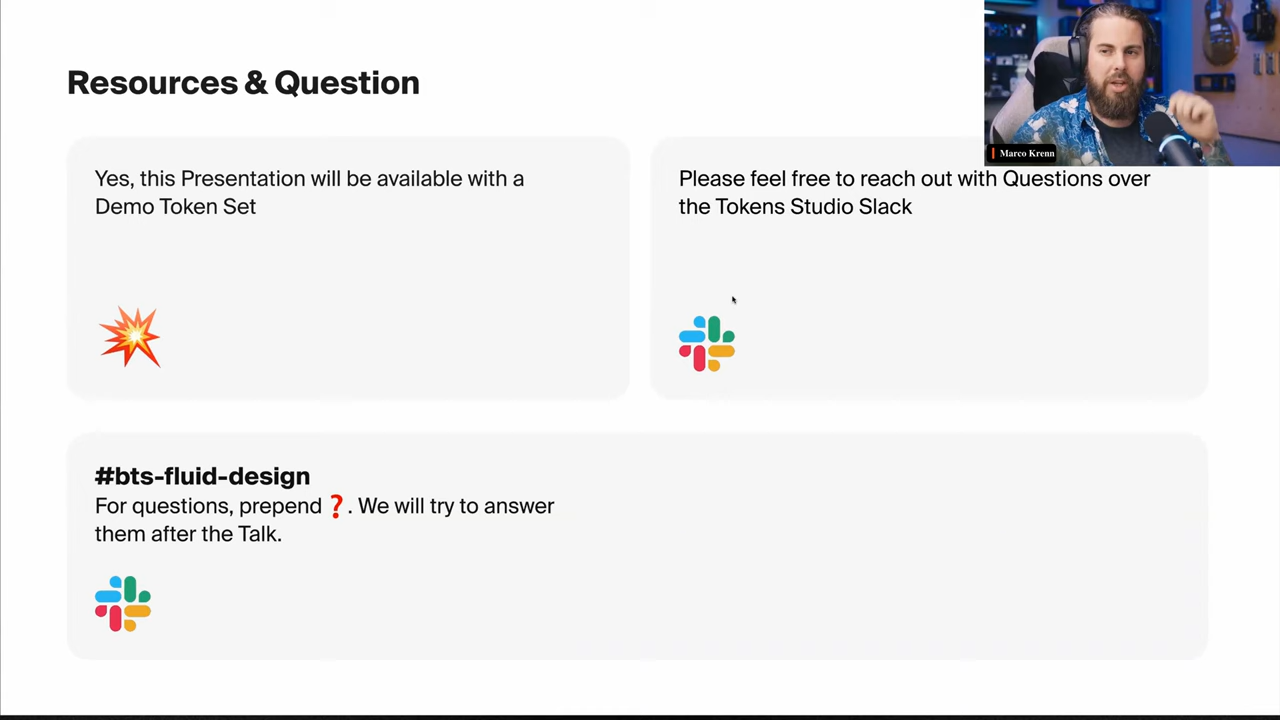 Resources & Question
Marco Krenn
Yes, this Presentation will be available with a
Demo Token Set
Please feel free to reach out with Questions over
the Tokens Studio Slack
#bts-fluid-design
For questions, prepend ❓. We will try to answer
them after the Talk.